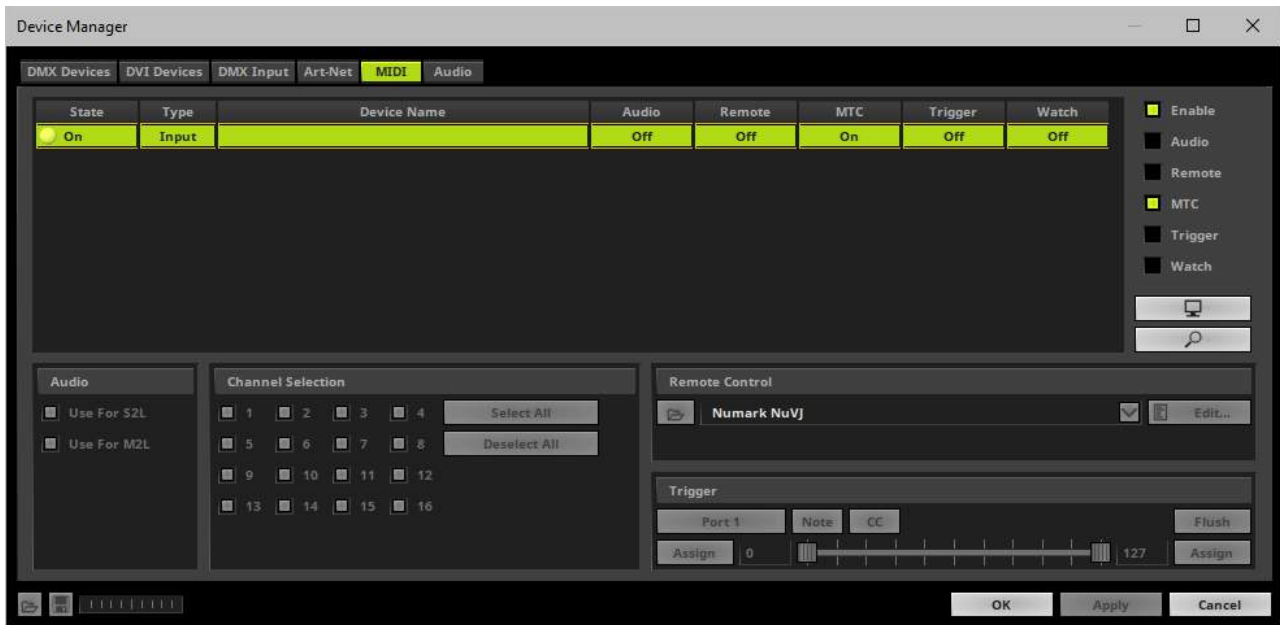 Device Manager
DMX Devices DVI Devices DMX Input Art-Net MIDI Audio
State Type Device Name Audio Remote MTC Trigger Watch
On Input Off Off On Off Off
Enable
Audio
Remote
MTC
Trigger
Watch
Audio
Use For S2L
Use For M2L
Channel Selection
1 2 3 4 Select All
5 6 7 8 Deselect All
9 10 11 12
13 14 15 16
Remote Control
Numark NuVJ Edit...
Trigger
Port 1 Note CC Flush
Assign 0 127 Assign
OK Apply Cancel